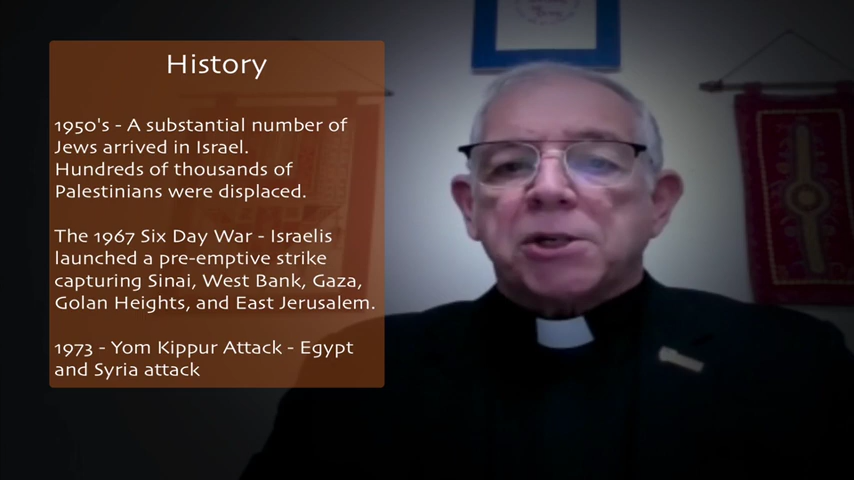 History
1950's - A substantial number of
Jews arrived in Israel.
Hundreds of thousands of
Palestinians were displaced.
The 1967 Six Day War - Israelis
launched a pre-emptive strike
capturing Sinai, West Bank, Gaza,
Golan Heights, and East Jerusalem.
1973 - Yom Kippur Attack - Egypt
and Syria attack